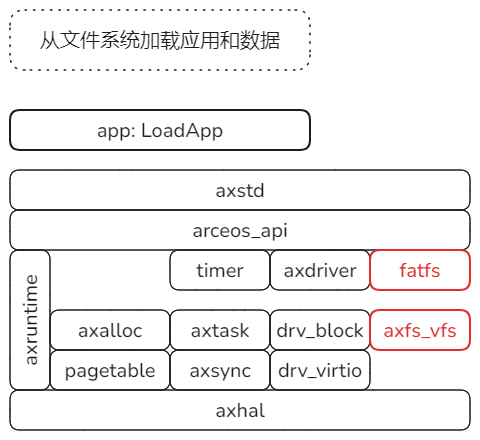 从文件系统加载应用和数据
app: LoadApp
axstd
arceos_api
axruntime
timer
axdriver
fatfs
axalloc
axtask
drv_block
axfs_vfs
pagetable
axsync
drv_virtio
axhal